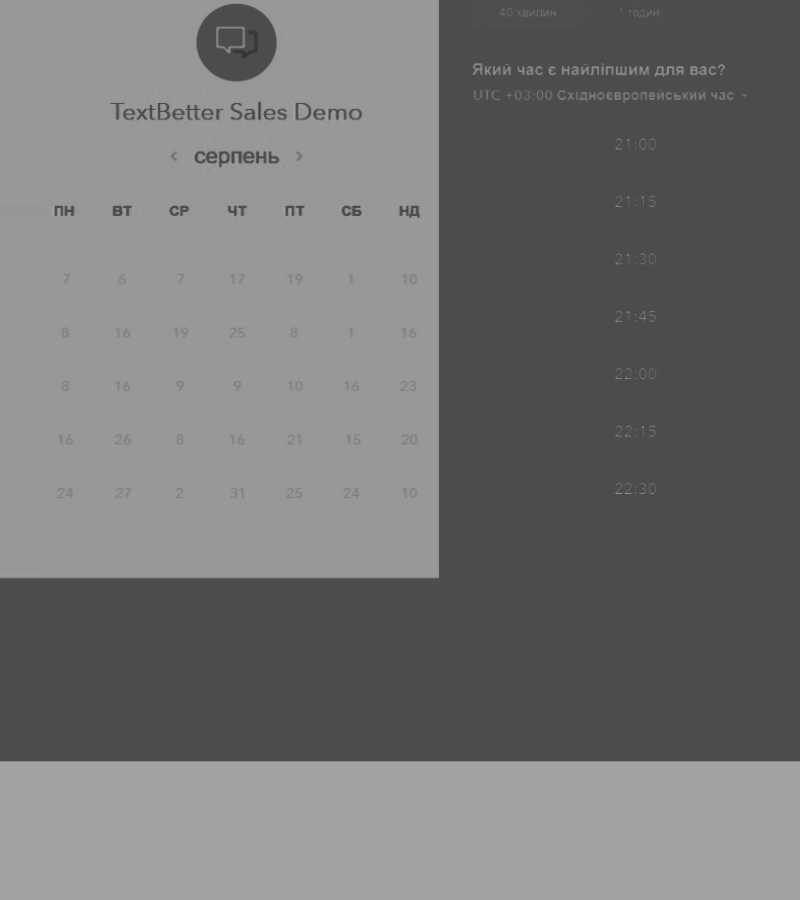 TextBetter Sales Demo
< серпень >
ПН ВТ СР ЧТ ПТ СБ НД
7 6 7 17 19 1 10
8 16 19 25 8 1 16
8 16 9 9 10 16 23
16 26 8 16 21 15 20
24 27 2 31 25 24 10
40 хвилин 1 годин
Який час є найліпшим для вас?
UTC +03:00 Східноєвропейський час
21:00
21:15
21:30
21:45
22:00
22:15
22:30